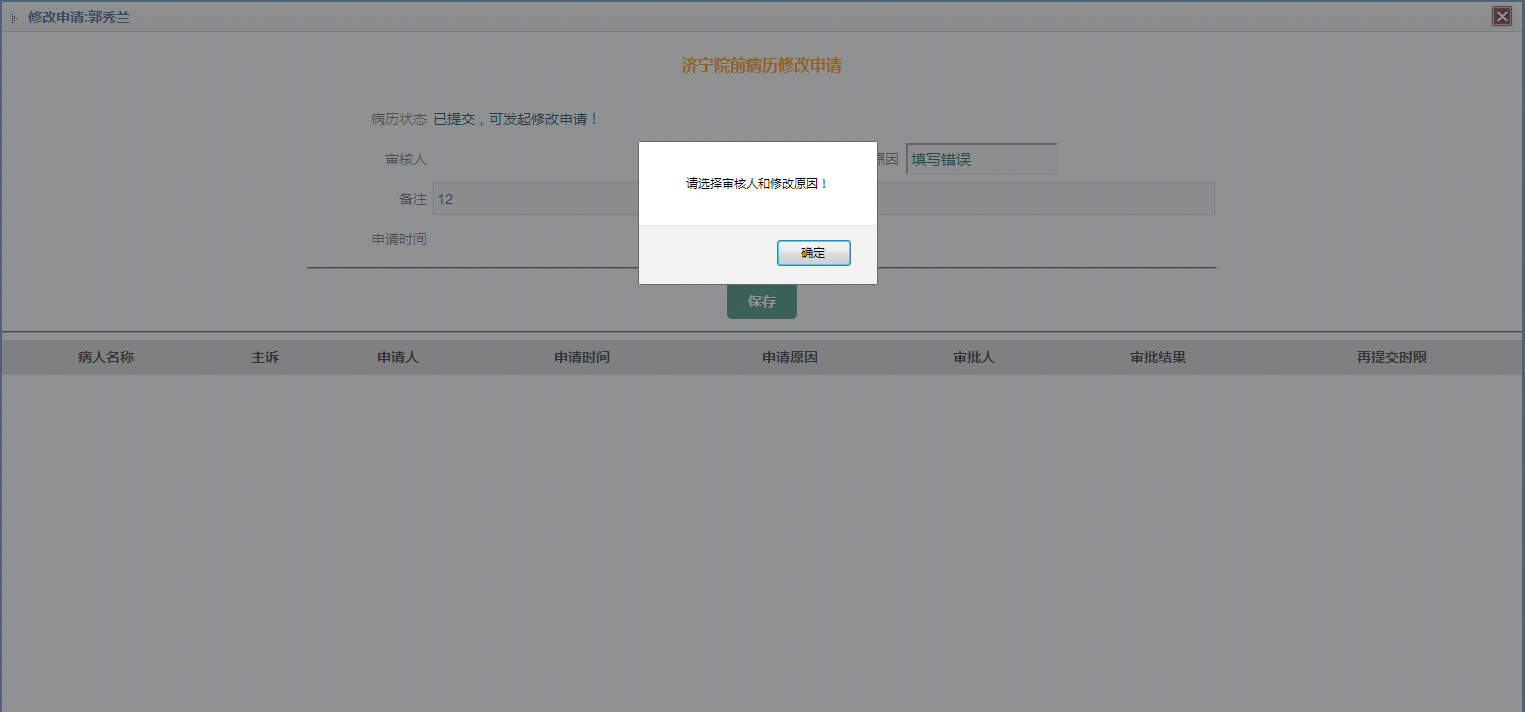 修改申请:郭秀兰
济宁院前病历修改申请
病历状态 已提交，可发起修改申请！
审核人 原因 填写错误
请选择审核人和修改原因！
备注 12
申请时间
确定
保存
病人名称 主诉 申请人 申请时间 申请原因 审批人 审批结果 再提交时限